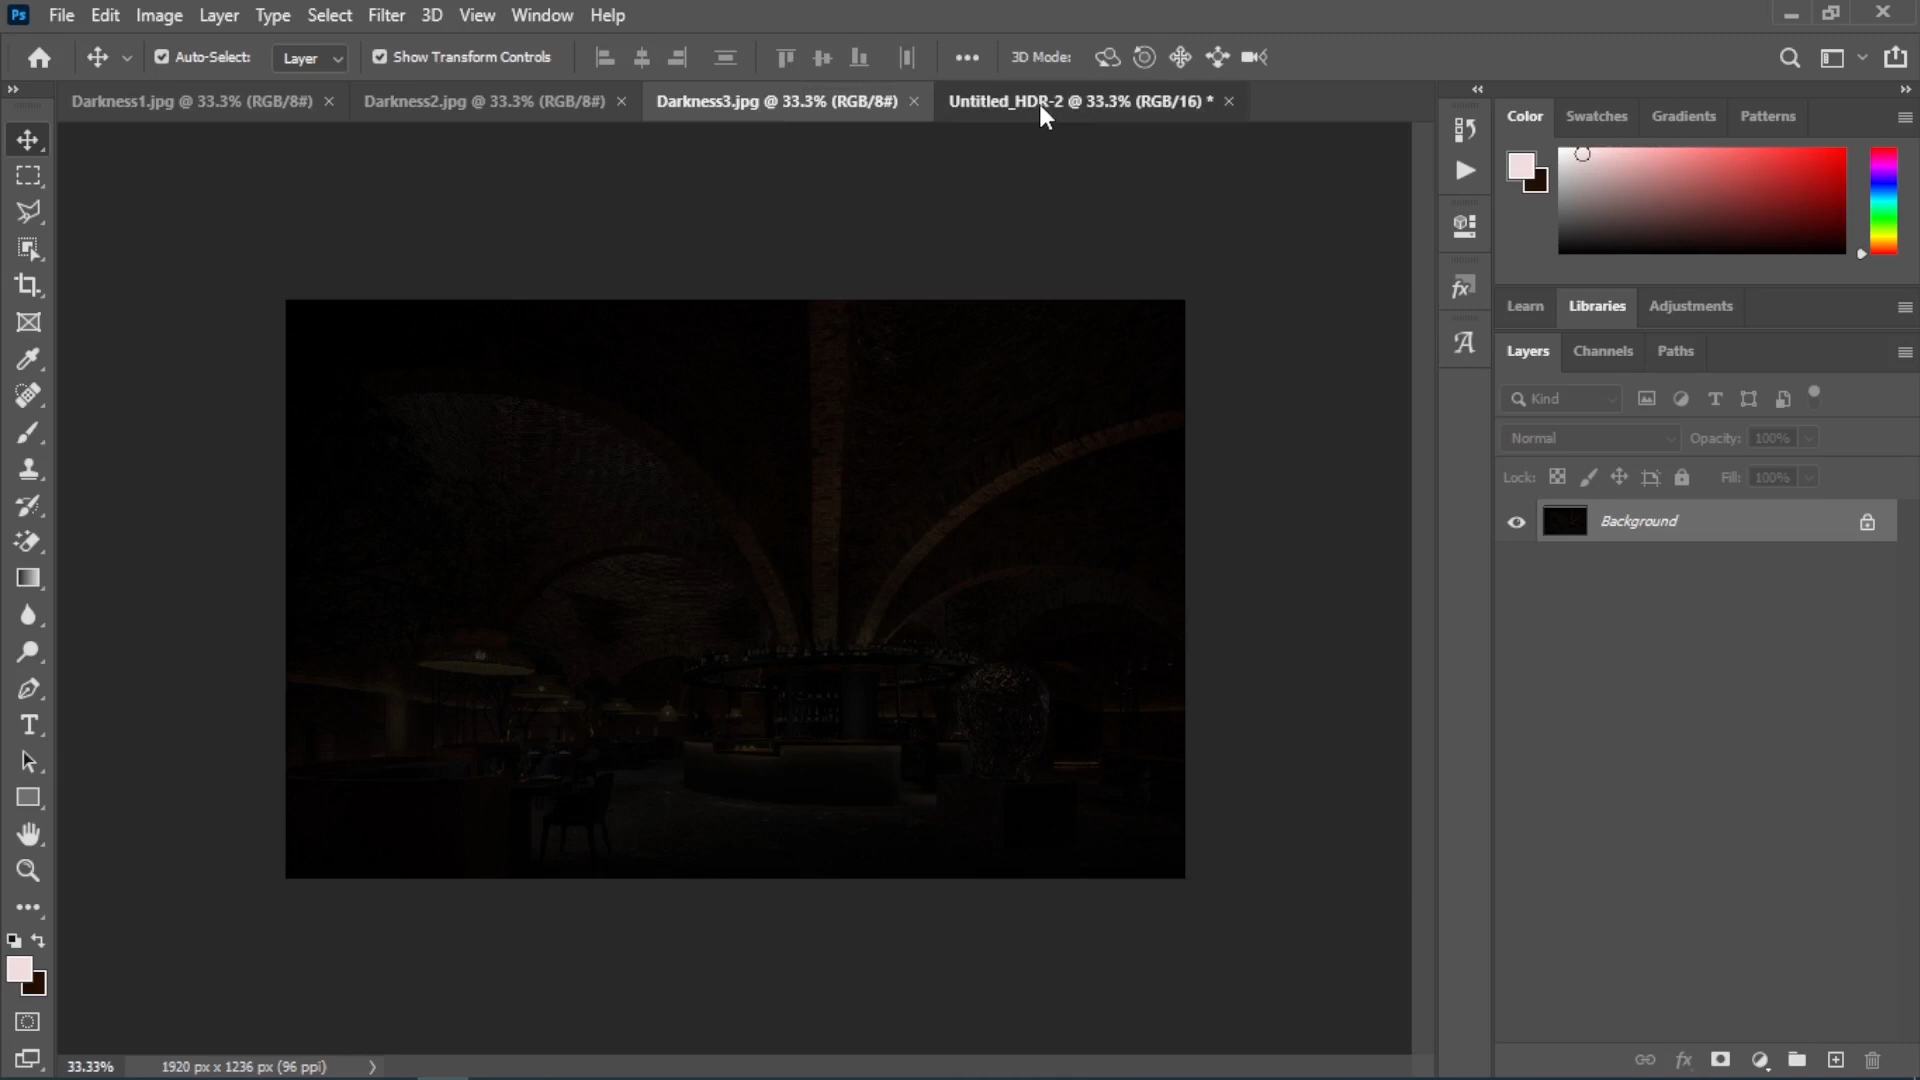 Ps File Edit Image Layer Type Select Filter 3D View Window Help
Auto-Select: Layer Show Transform Controls 3D Mode:
Darkness1.jpg @ 33.3% (RGB/8#) Darkness2.jpg @ 33.3% (RGB/8#) Darkness3.jpg @ 33.3% (RGB/8#) Untitled_HDR-2 @ 33.3% (RGB/16) *
Color Swatches Gradients Patterns
Learn Libraries Adjustments
Layers Channels Paths
Kind
Normal Opacity: 100%
Lock: Fill: 100%
Background
33.33% 1920 px x 1236 px (96 ppi)